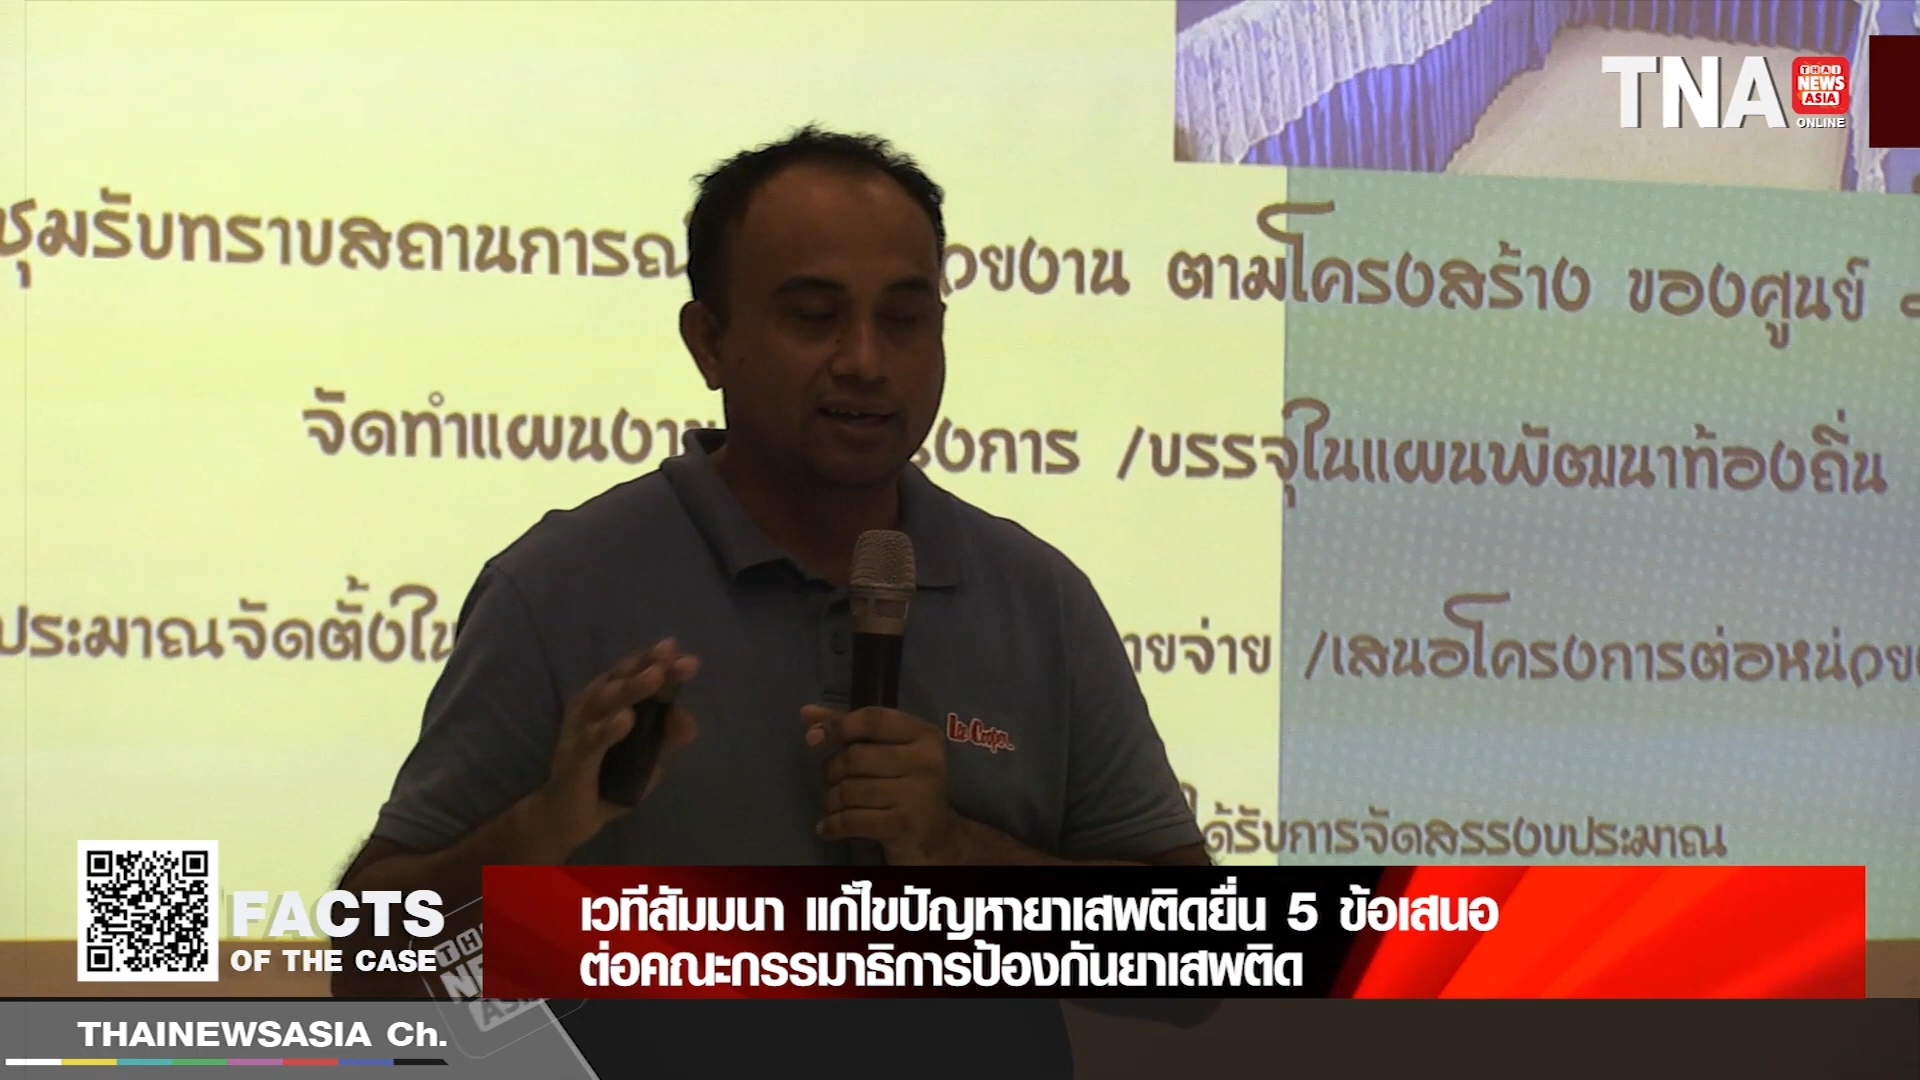 TNA
THAI
NEWS
ASIA
ONLINE
ชุมรับทราบสถานการณ์ ่วยงาน ตามโครงสร้าง ของศูนย์
จัดทำแผนงาน รงการ /บรรจุในแผนพัฒนาท้องถิ่น
ประมาณจัดตั้งใน ายจ่าย /เสนอโครงการต่อหน่วย
ได้รับการจัดสรรงบประมาณ
Lee Cooper
FACTS
OF THE CASE
เวทีสัมมนา แก้ไขปัญหายาเสพติดยื่น 5 ข้อเสนอ
ต่อคณะกรรมาธิการป้องกันยาเสพติด
THAINEWSASIA Ch.